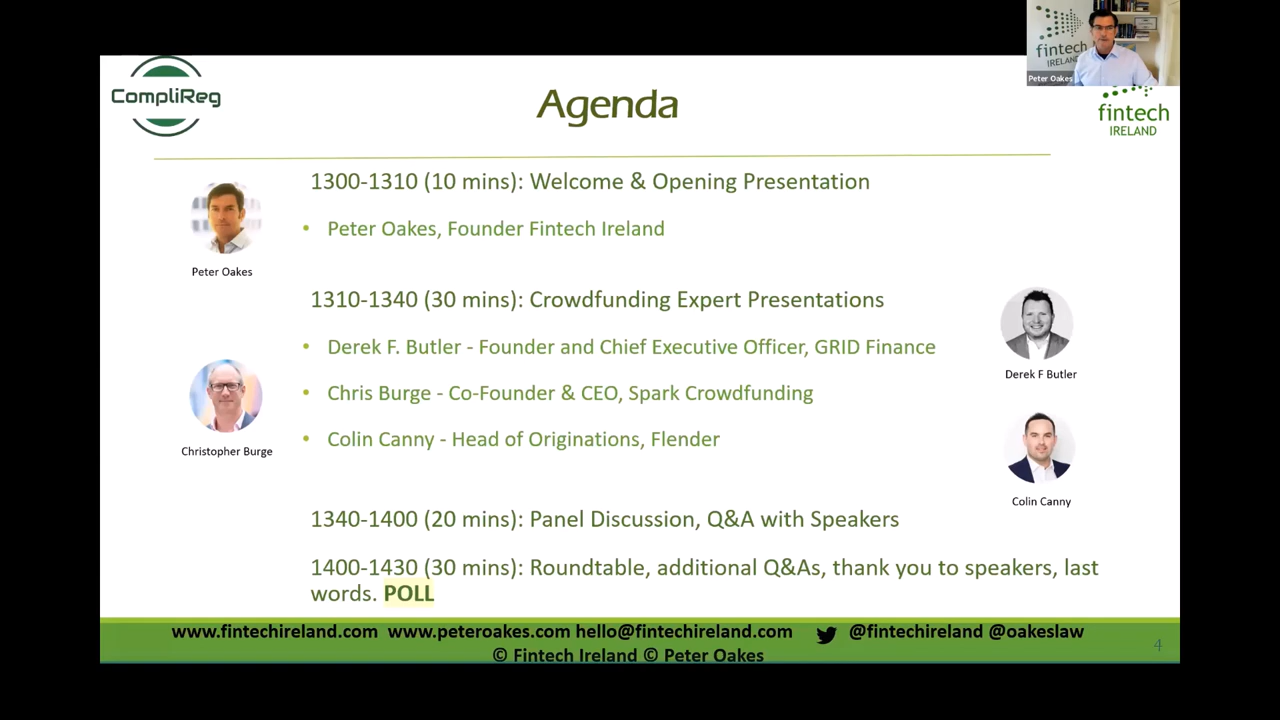 fintech
IRELAND
Peter Oakes
CompliReg
Agenda
fintech
IRELAND
1300-1310 (10 mins): Welcome & Opening Presentation
• Peter Oakes, Founder Fintech Ireland
Peter Oakes
1310-1340 (30 mins): Crowdfunding Expert Presentations
• Derek F. Butler - Founder and Chief Executive Officer, GRID Finance
Derek F Butler
• Chris Burge - Co-Founder & CEO, Spark Crowdfunding
• Colin Canny - Head of Originations, Flender
Christopher Burge
Colin Canny
1340-1400 (20 mins): Panel Discussion, Q&A with Speakers
1400-1430 (30 mins): Roundtable, additional Q&As, thank you to speakers, last
words. POLL
www.fintechireland.com www.peteroakes.com hello@fintechireland.com @fintechireland @oakeslaw
© Fintech Ireland © Peter Oakes
4